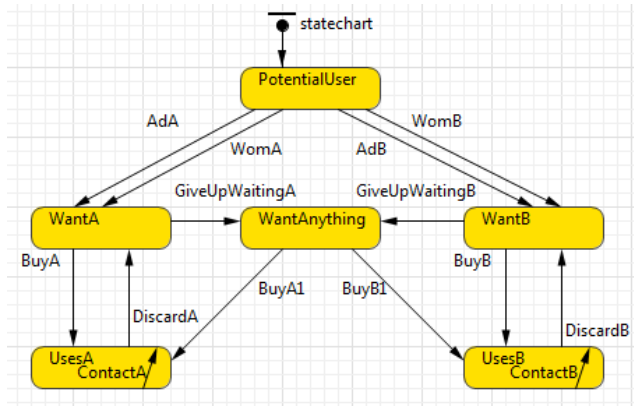 statechart
PotentialUser
AdA
WomA
AdB
WomB
GiveUpWaitingA
GiveUpWaitingB
WantA
WantAnything
WantB
BuyA
BuyA1
BuyB1
BuyB
DiscardA
DiscardB
UsesA
ContactA
UsesB
ContactB